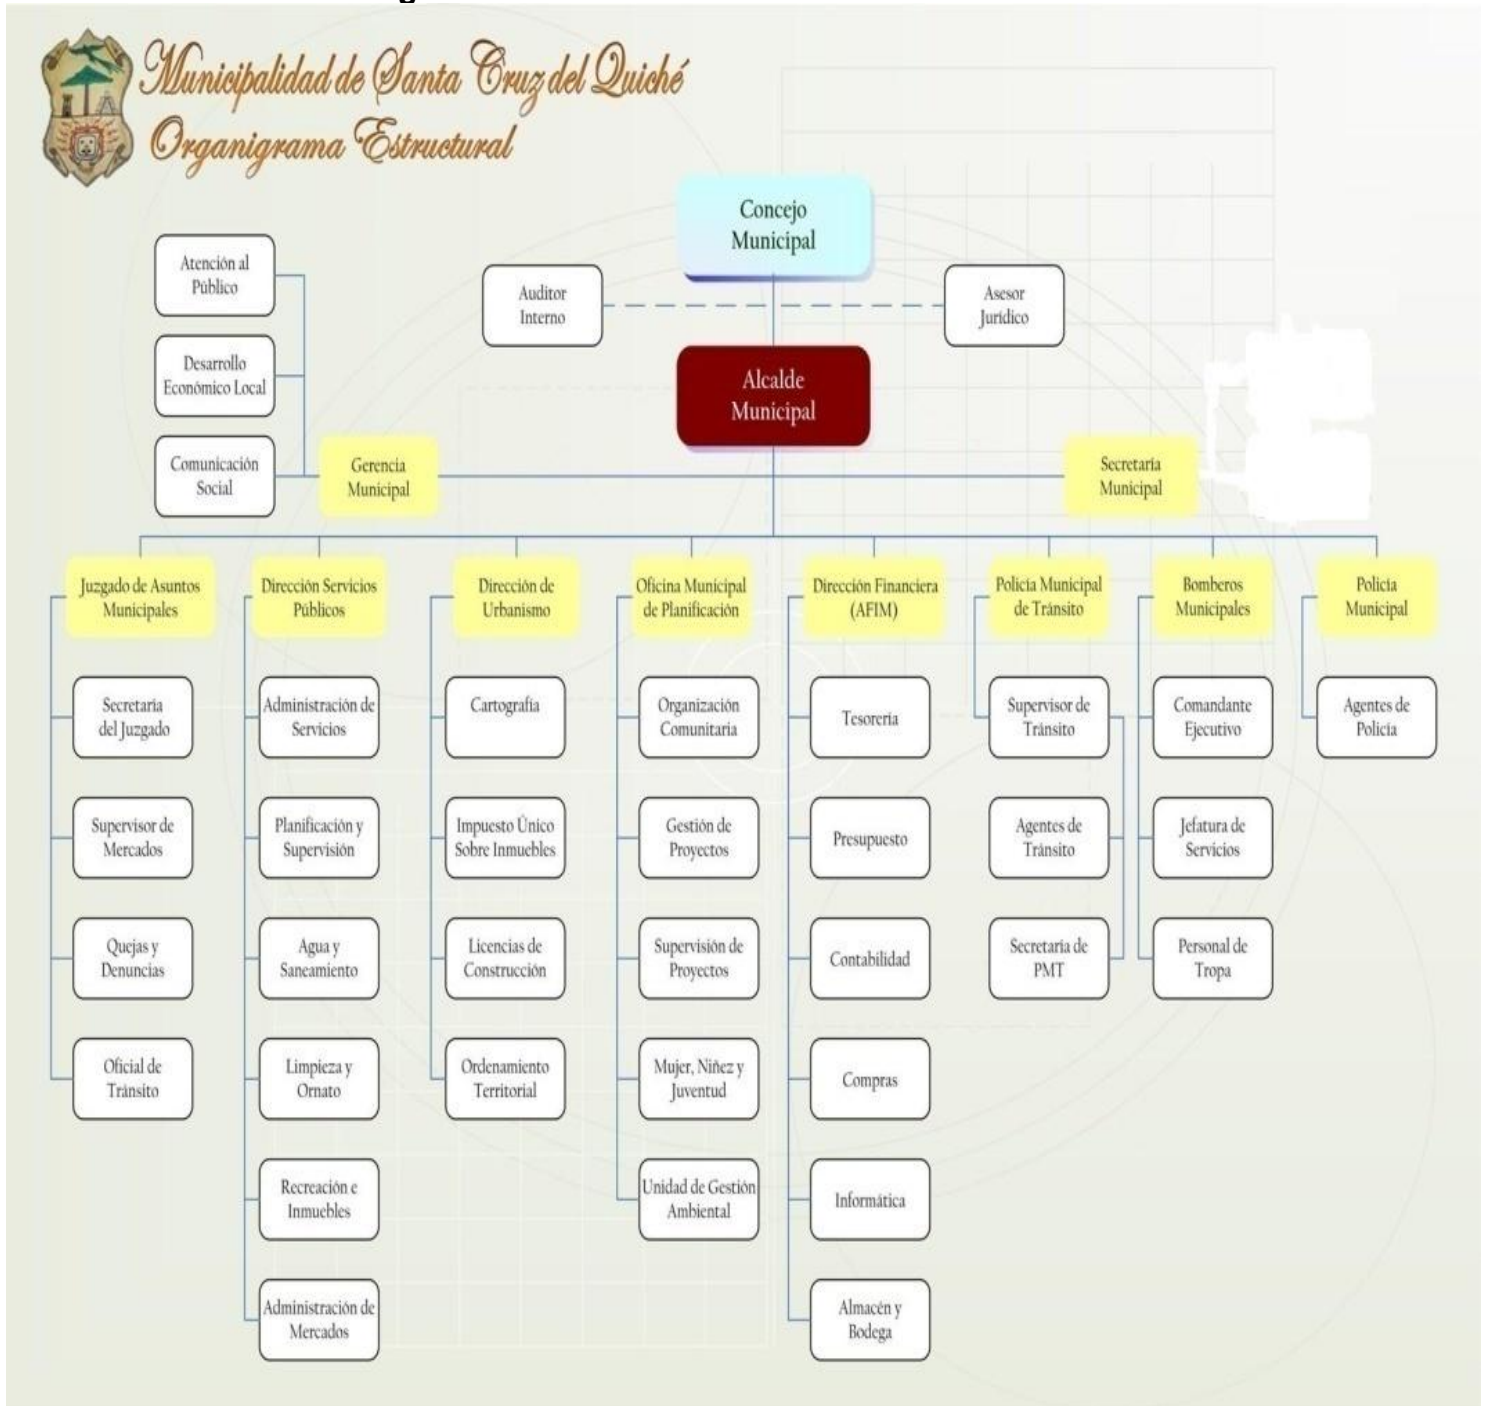 Municipalidad de Santa Cruz del Quiché
Organigrama Estructural
Concejo
Municipal
Atención al
Público
Auditor
Interno
Asesor
Jurídico
Desarrollo
Económico Local
Alcalde
Municipal
Comunicación
Social
Gerencia
Municipal
Secretaría
Municipal
Juzgado de Asuntos
Municipales
Dirección Servicios
Públicos
Dirección de
Urbanismo
Oficina Municipal
de Planificación
Dirección Financiera
(AFIM)
Policía Municipal
de Tránsito
Bomberos
Municipales
Policía
Municipal
Secretaría
del Juzgado
Administración de
Servicios
Cartografía
Organización
Comunitaria
Tesorería
Supervisor de
Tránsito
Comandante
Ejecutivo
Agentes de
Policía
Supervisor de
Mercados
Planificación y
Supervisión
Impuesto Único
Sobre Inmuebles
Gestión de
Proyectos
Presupuesto
Agentes de
Tránsito
Jefatura de
Servicios
Quejas y
Denuncias
Agua y
Saneamiento
Licencias de
Construcción
Supervisión de
Proyectos
Contabilidad
Secretaría de
PMT
Personal de
Tropa
Oficial de
Tránsito
Limpieza y
Ornato
Ordenamiento
Territorial
Mujer, Niñez y
Juventud
Compras
Recreación e
Inmuebles
Unidad de Gestión
Ambiental
Informática
Administración de
Mercados
Almacén y
Bodega